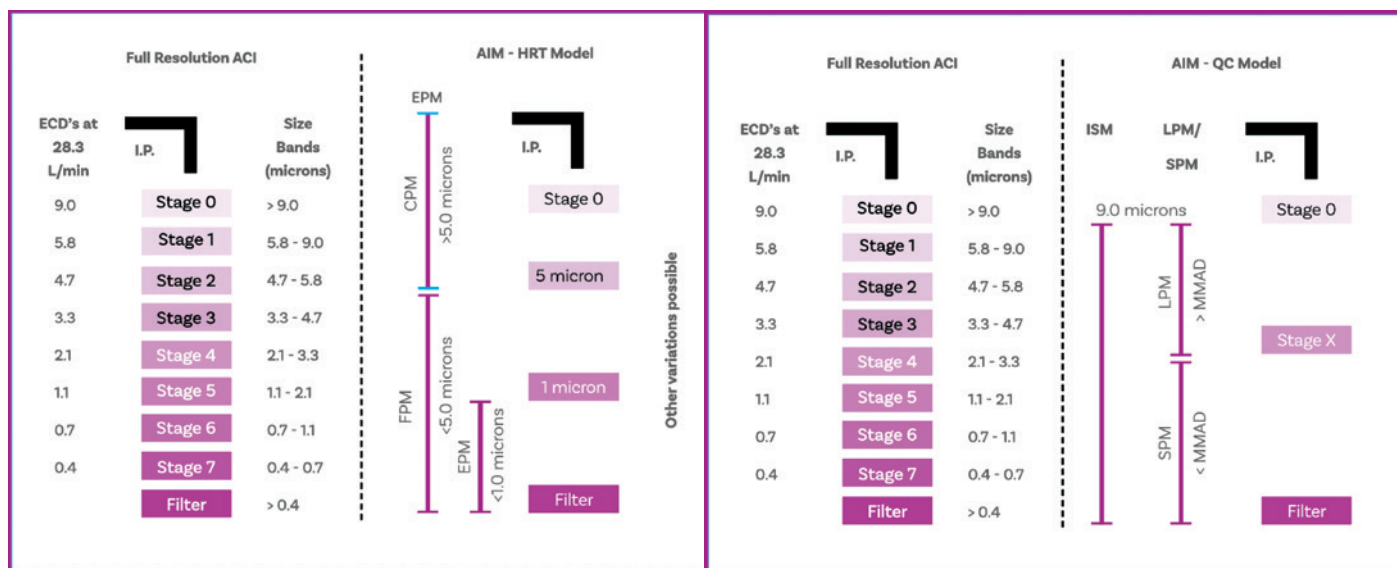 Full Resolution ACI
AIM - HRT Model
ECD's at
28.3
L/min
I.P.
Size
Bands
(microns)
EPM
I.P.
9.0
Stage 0
> 9.0
Stage 0
5.8
Stage 1
5.8 - 9.0
4.7
Stage 2
4.7 - 5.8
5 micron
3.3
Stage 3
3.3 - 4.7
2.1
Stage 4
2.1 - 3.3
1.1
Stage 5
1.1 - 2.1
1 micron
0.7
Stage 6
0.7 - 1.1
0.4
Stage 7
0.4 - 0.7
Filter
> 0.4
Filter
CPM
>5.0 microns
FPM
<5.0 microns
EPM
<1.0 microns
Other variations possible
Full Resolution ACI
AIM - QC Model
ECD's at
28.3
L/min
I.P.
Size
Bands
(microns)
ISM
LPM/
SPM
I.P.
9.0
Stage 0
> 9.0
9.0 microns
Stage 0
5.8
Stage 1
5.8 - 9.0
4.7
Stage 2
4.7 - 5.8
3.3
Stage 3
3.3 - 4.7
Stage X
2.1
Stage 4
2.1 - 3.3
1.1
Stage 5
1.1 - 2.1
0.7
Stage 6
0.7 - 1.1
0.4
Stage 7
0.4 - 0.7
Filter
> 0.4
Filter
LPM
> MMAD
SPM
< MMAD